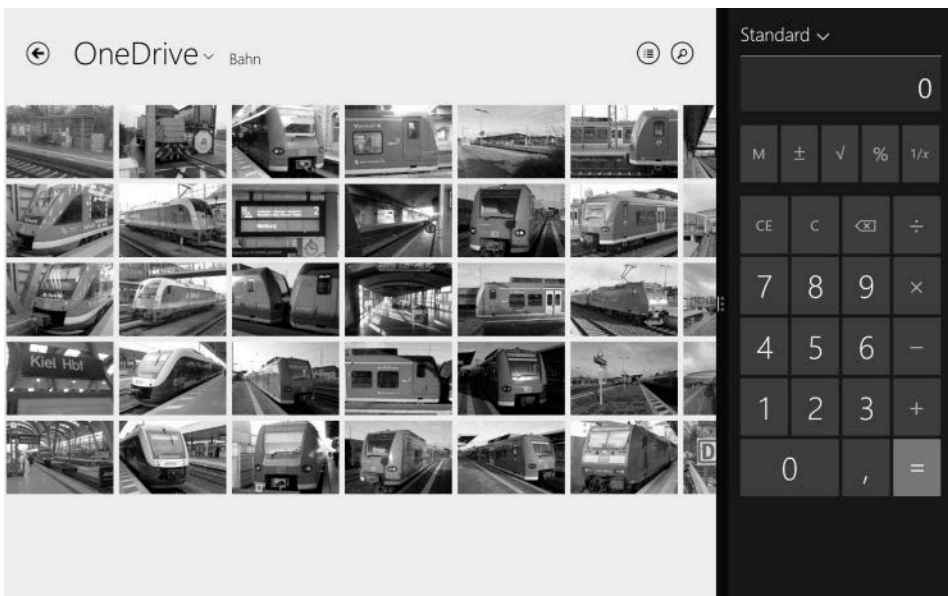 OneDrive
Bahn
Kiel Hbf
D
Standard
0
M ± √ % 1/x
CE C ÷
7 8 9 ×
4 5 6 −
1 2 3 +
0 , =